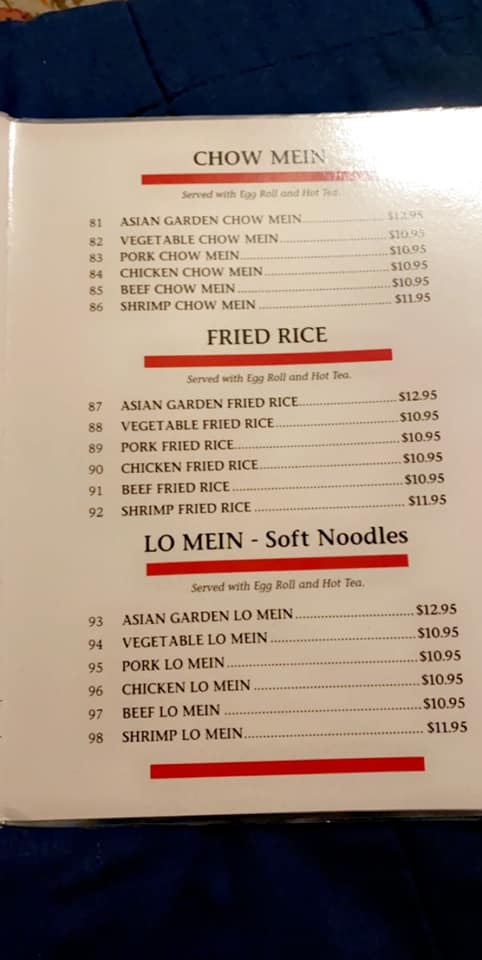 CHOW MEIN
Served with Egg Roll and Hot Tea.
81 ASIAN GARDEN CHOW MEIN........................ $12.95
82 VEGETABLE CHOW MEIN........................ $10.95
83 PORK CHOW MEIN........................ $10.95
84 CHICKEN CHOW MEIN........................ $10.95
85 BEEF CHOW MEIN ........................ $10.95
86 SHRIMP CHOW MEIN ........................ $11.95
FRIED RICE
Served with Egg Roll and Hot Tea.
87 ASIAN GARDEN FRIED RICE........................ $12.95
88 VEGETABLE FRIED RICE........................ $10.95
89 PORK FRIED RICE........................ $10.95
90 CHICKEN FRIED RICE........................ $10.95
91 BEEF FRIED RICE ........................ $10.95
92 SHRIMP FRIED RICE ........................ $11.95
LO MEIN - Soft Noodles
Served with Egg Roll and Hot Tea.
93 ASIAN GARDEN LO MEIN ........................ $12.95
94 VEGETABLE LO MEIN ........................ $10.95
95 PORK LO MEIN ........................ $10.95
96 CHICKEN LO MEIN ........................ $10.95
97 BEEF LO MEIN ........................ $10.95
98 SHRIMP LO MEIN........................ $11.95